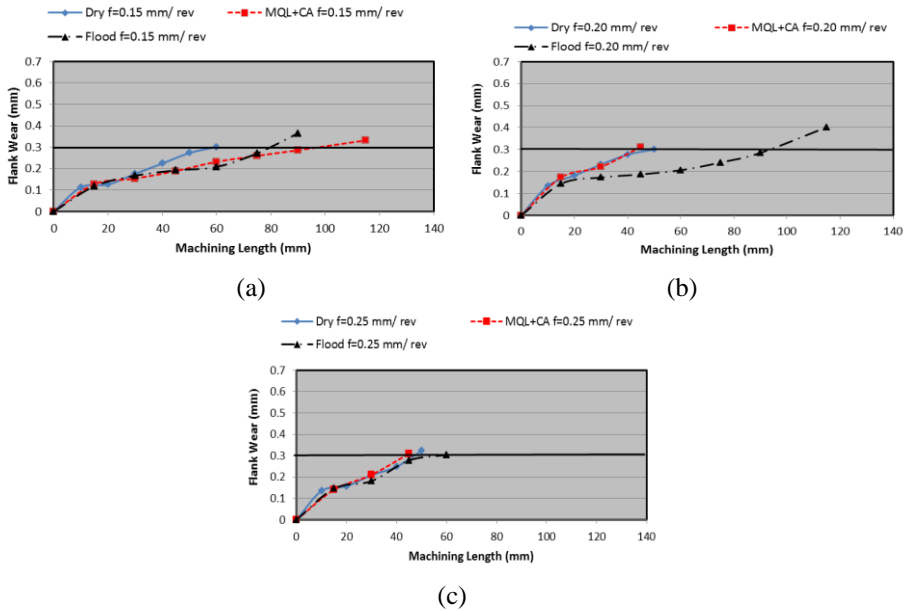 Dry f=0.15 mm/ rev MQL+CA f=0.15 mm/ rev
Flood f=0.15 mm/ rev
0.7
0.6
0.5
0.4
0.3
0.2
0.1
0
Flank Wear (mm)
0 20 40 60 80 100 120 140
Machining Length (mm)
(a)
Dry f=0.20 mm/ rev MQL+CA f=0.20 mm/ rev
Flood f=0.20 mm/ rev
0.7
0.6
0.5
0.4
0.3
0.2
0.1
0
Flank Wear (mm)
0 20 40 60 80 100 120 140
Machining Length (mm)
(b)
Dry f=0.25 mm/ rev MQL+CA f=0.25 mm/ rev
Flood f=0.25 mm/ rev
0.7
0.6
0.5
0.4
0.3
0.2
0.1
0
Flank Wear (mm)
0 20 40 60 80 100 120 140
Machining Length (mm)
(c)